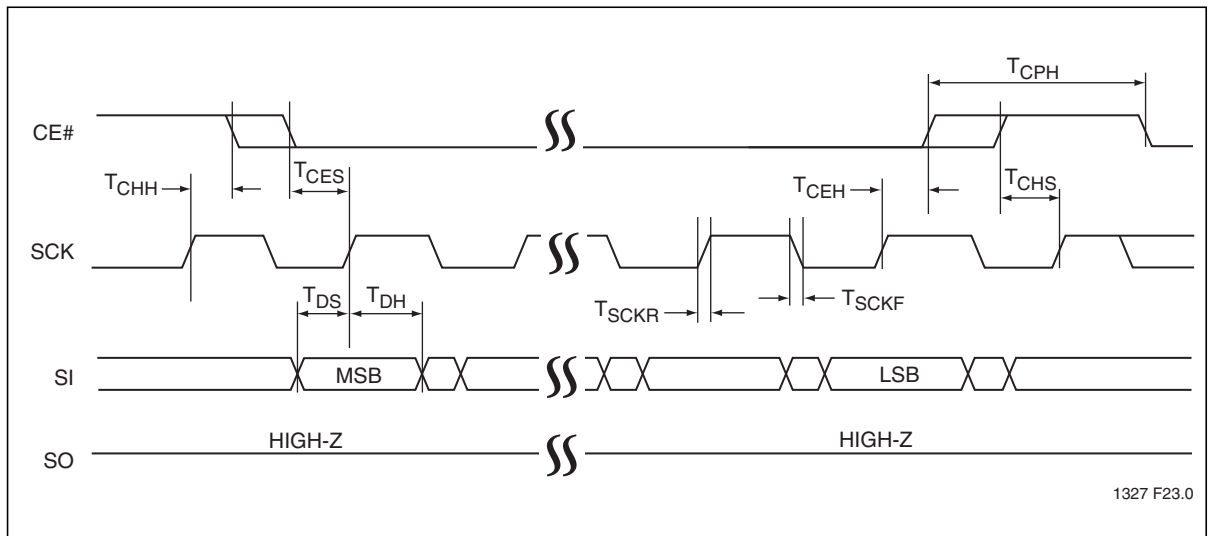 TCPH
CE#
TCHH
TCES
TCEH
TCHS
SCK
TDS
TDH
TSCKR
TSCKF
SI
MSB
LSB
HIGH-Z
HIGH-Z
SO
1327 F23.0